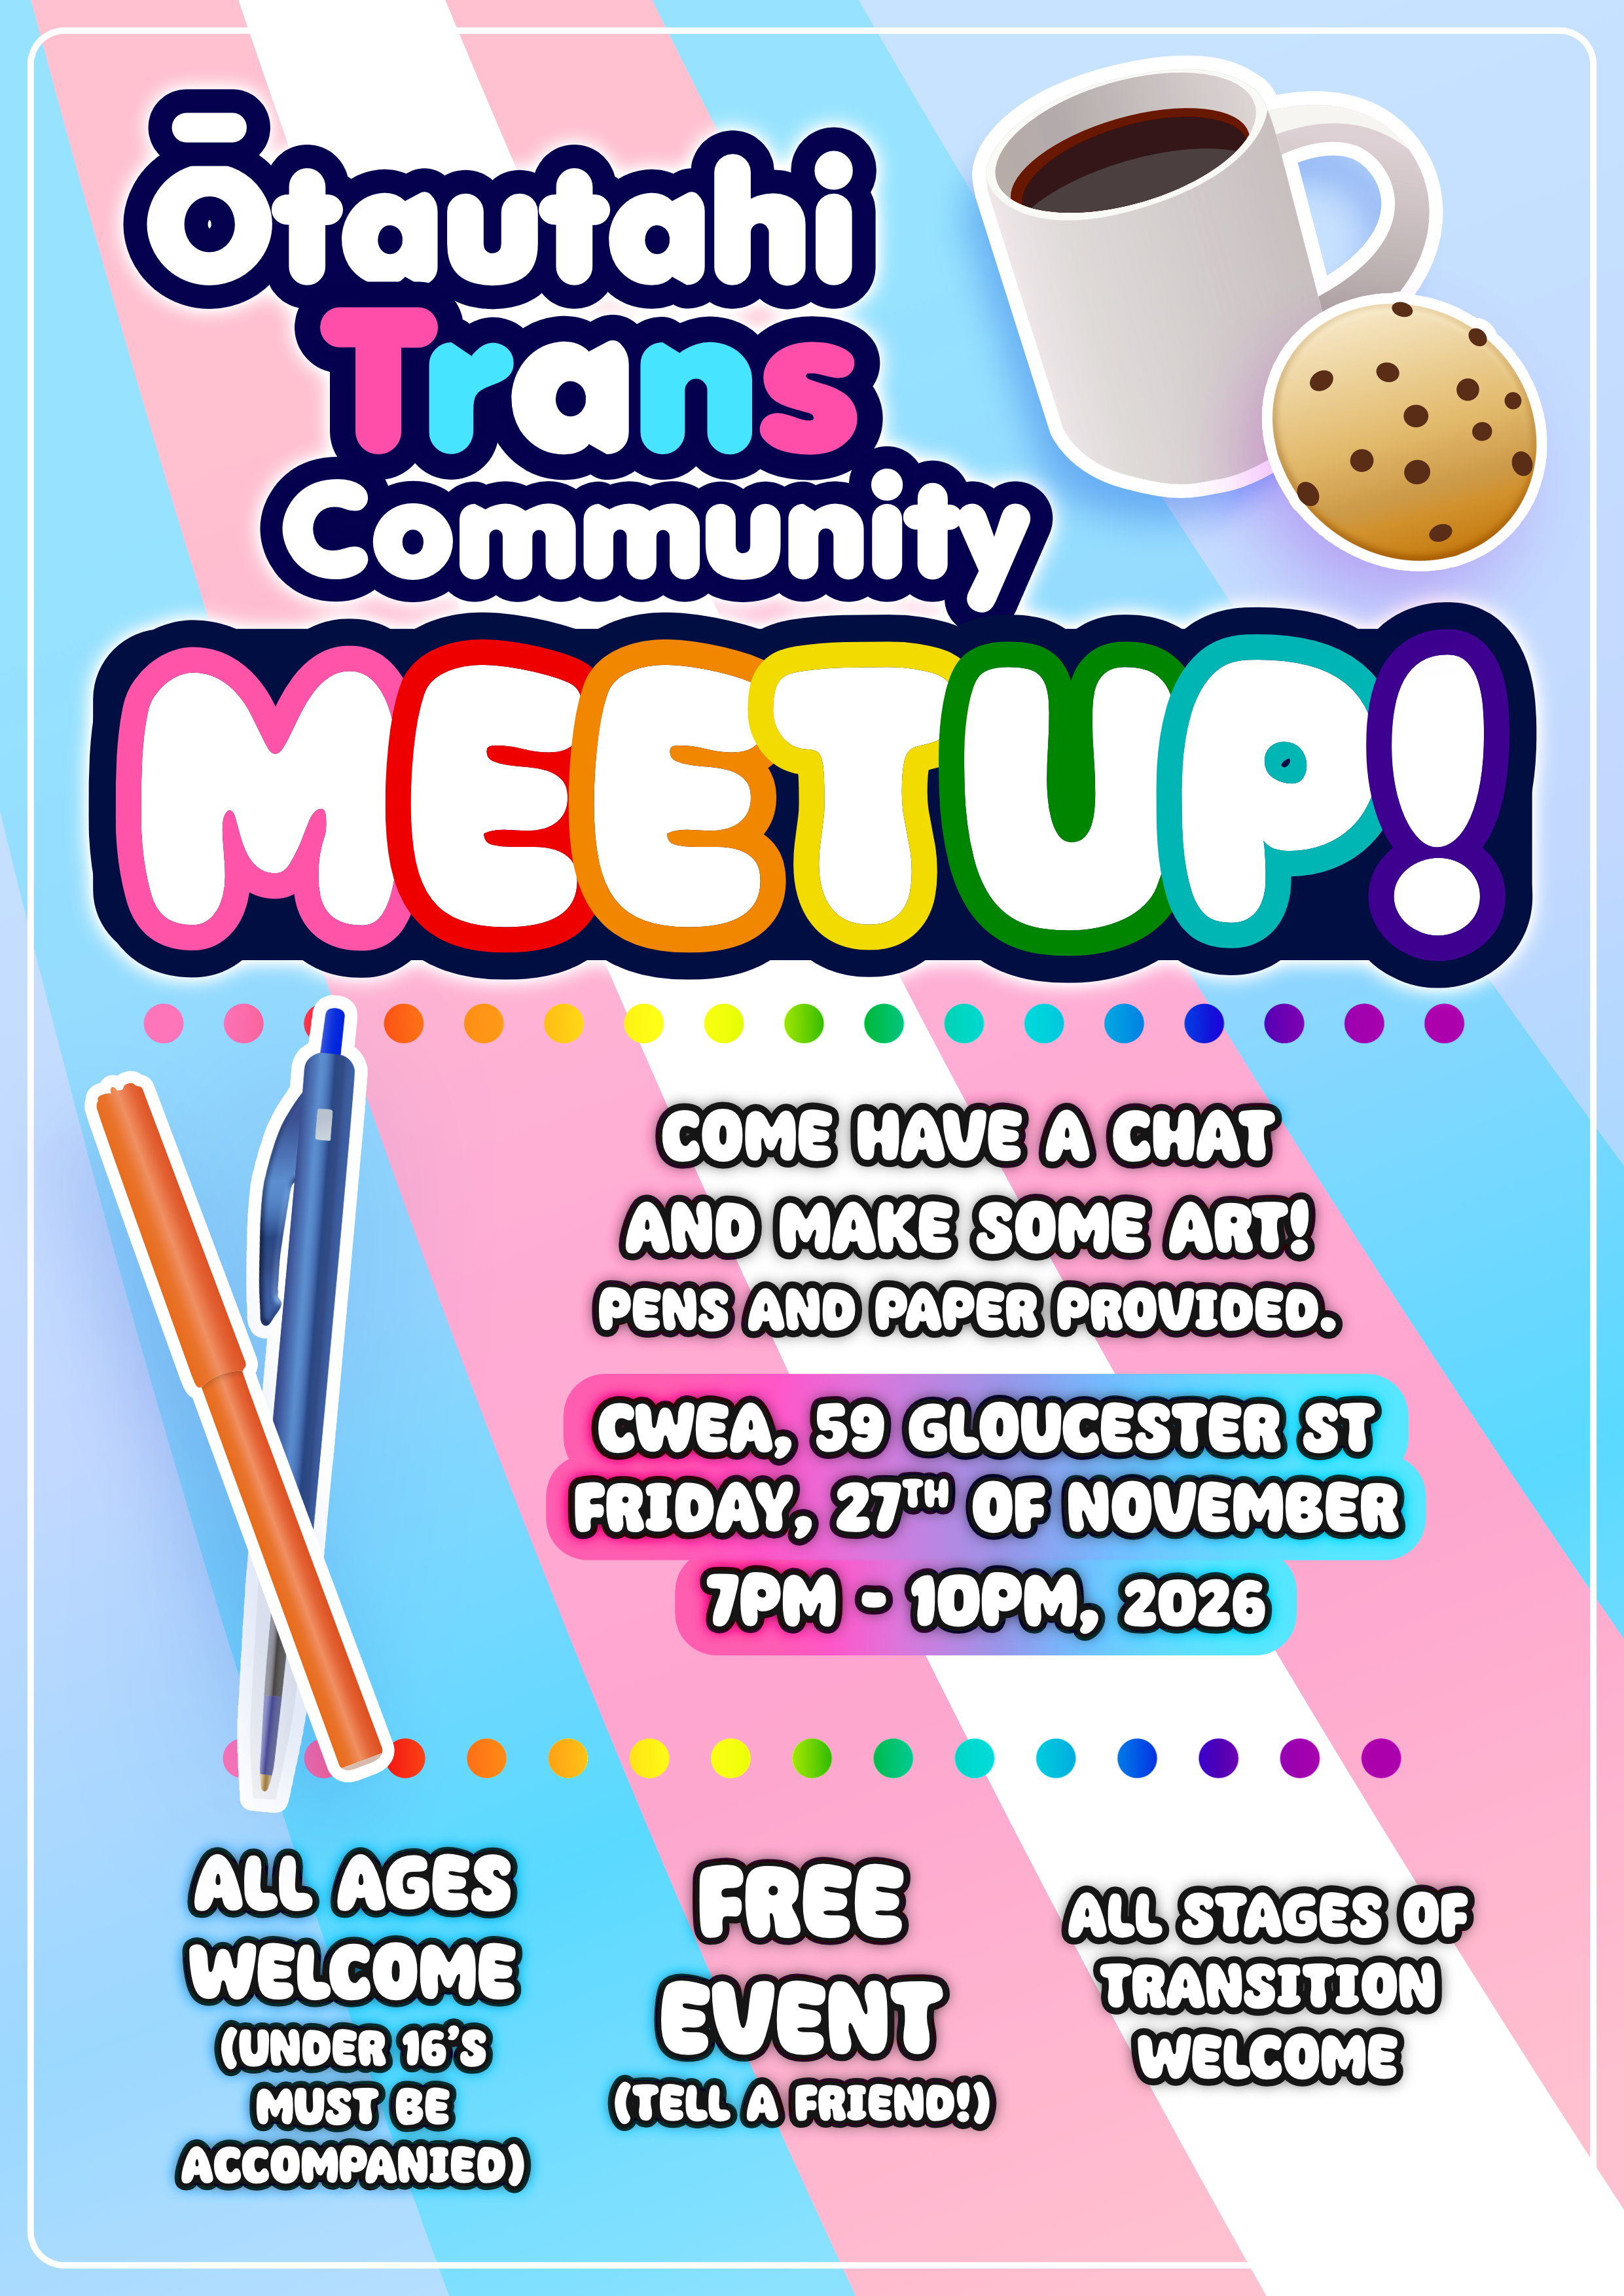 Ōtautahi
Trans
Community
MEETUP!
COME HAVE A CHAT
AND MAKE SOME ART!
PENS AND PAPER PROVIDED.
CWEA, 59 GLOUCESTER ST
FRIDAY, 27TH OF NOVEMBER
7PM - 10PM, 2026
ALL AGES
WELCOME
(UNDER 16'S
MUST BE
ACCOMPANIED)
FREE
EVENT
(TELL A FRIEND!)
ALL STAGES OF
TRANSITION
WELCOME